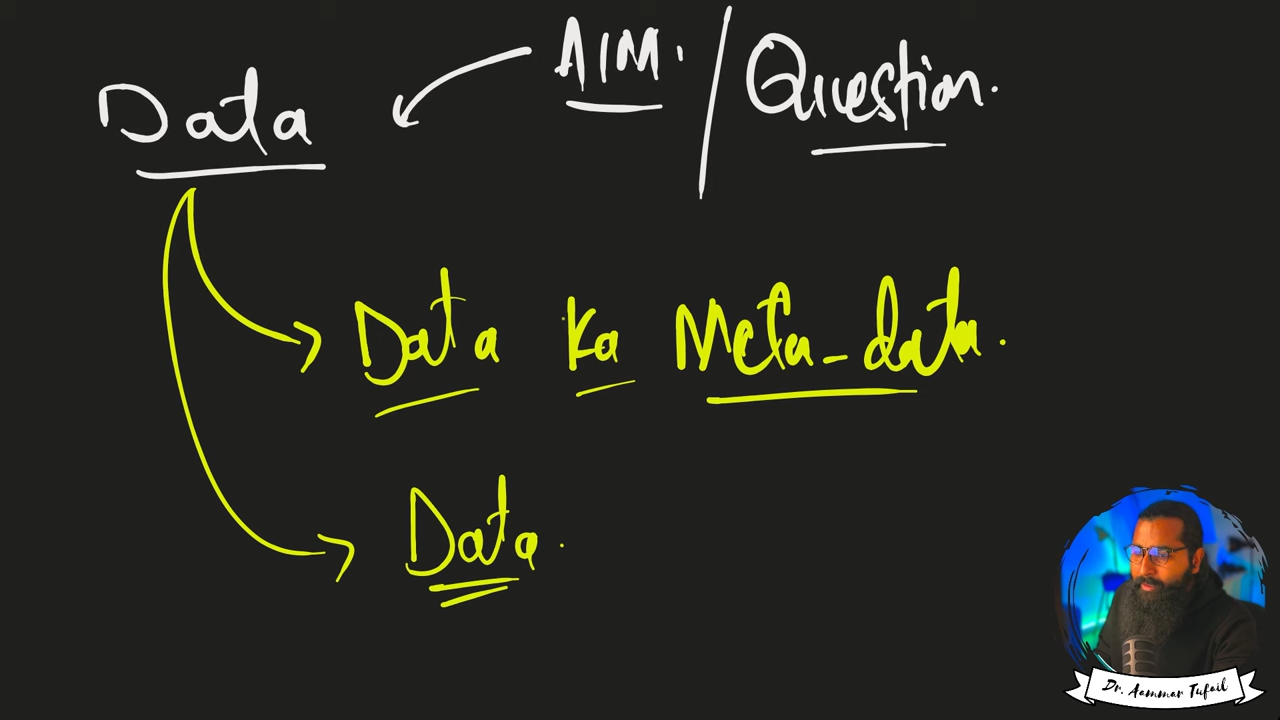 AIM. / Question.
Data
Data Ka Meta-data.
Data.
Dr. Aammar Tufail